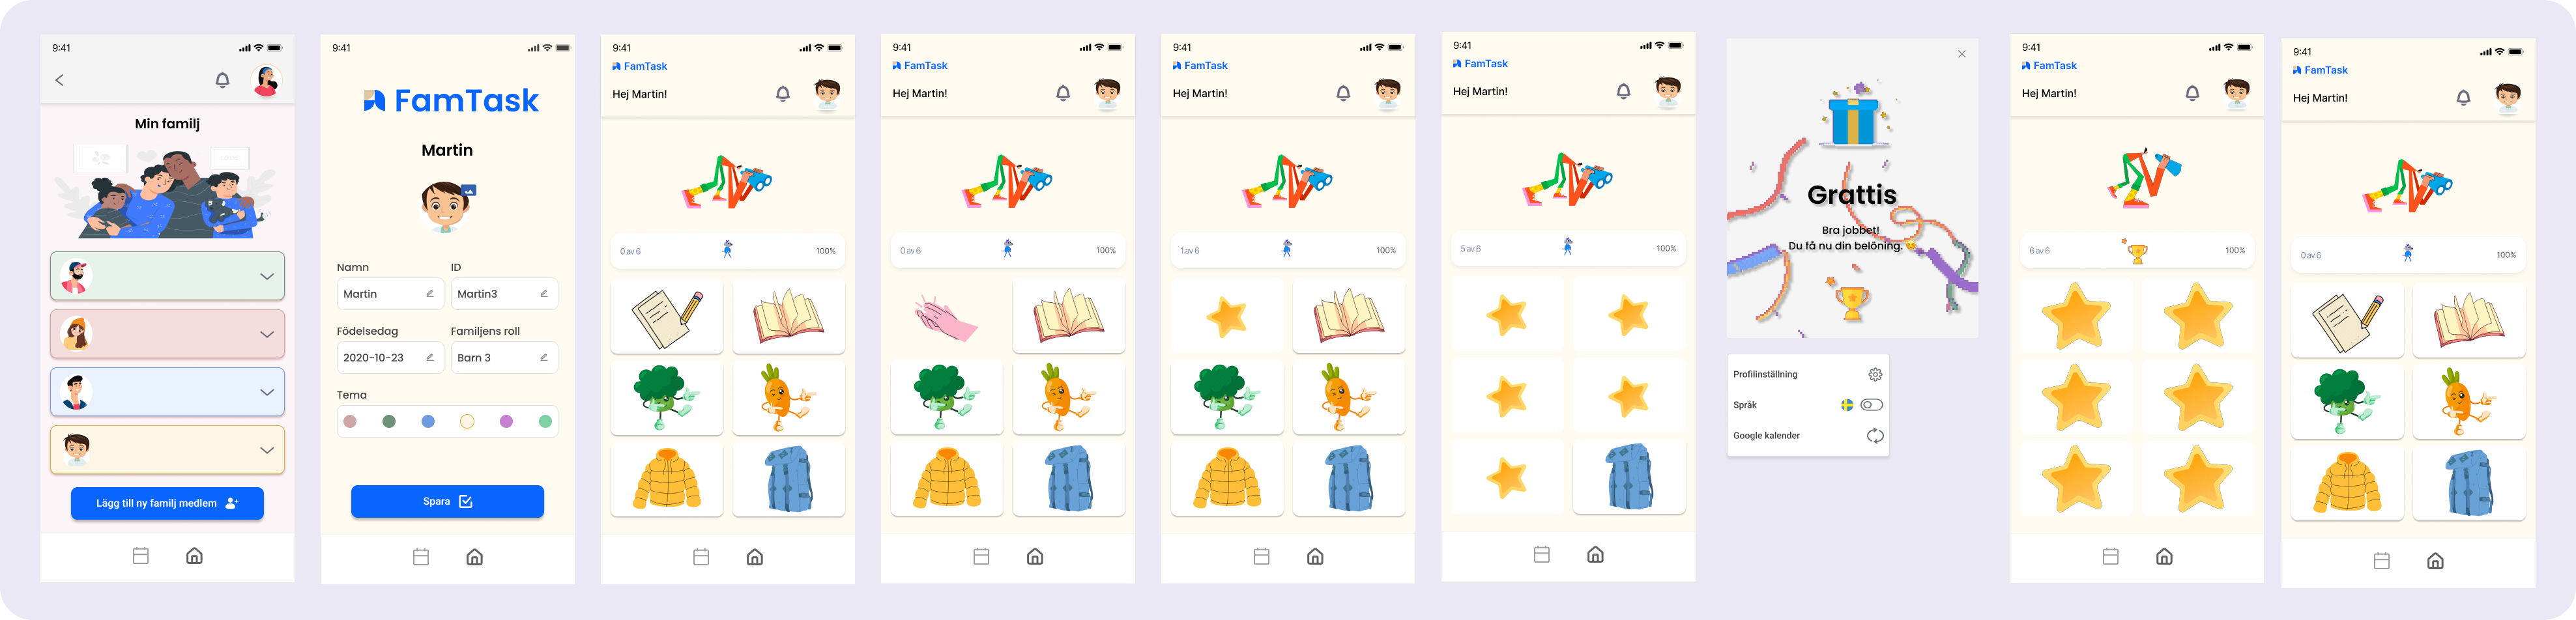 9:41
Min familj
Lägg till ny familj medlem
9:41
FamTask
Martin
Namn
ID
Martin
Martin3
Födelsedag
Familjens roll
2020-10-23
Barn 3
Tema
Spara
9:41
FamTask
Hej Martin!
0 av 6
100%
9:41
FamTask
Hej Martin!
0 av 6
100%
9:41
FamTask
Hej Martin!
1 av 6
100%
9:41
FamTask
Hej Martin!
5 av 6
100%
Grattis
Bra jobbet!
Du få nu din belöning.
Profilinställning
Språk
Google kalender
9:41
FamTask
Hej Martin!
6 av 6
100%
9:41
FamTask
Hej Martin!
0 av 6
100%